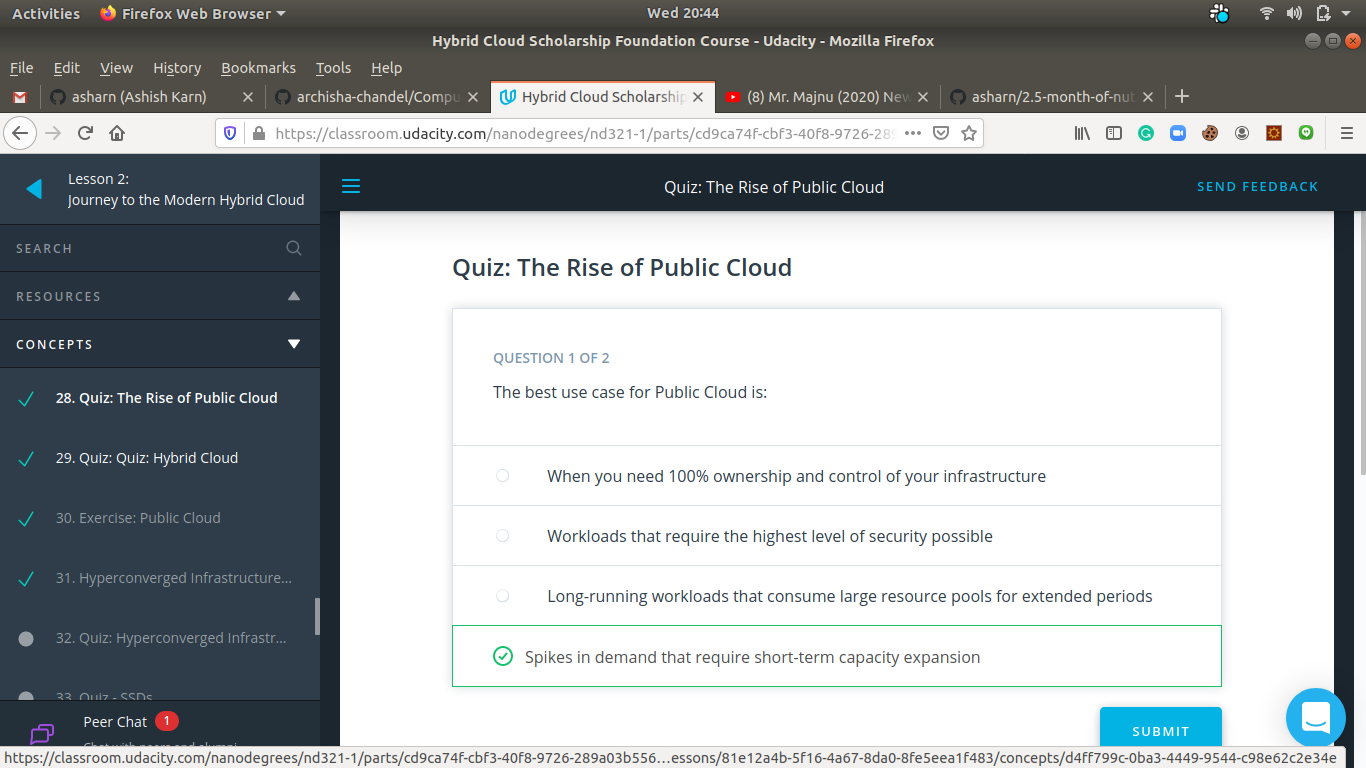 Activities Firefox Web Browser Wed 20:44
Hybrid Cloud Scholarship Foundation Course - Udacity - Mozilla Firefox
File Edit View History Bookmarks Tools Help
asharn (Ashish Karn) archisha-chandel/Compu Hybrid Cloud Scholarship (8) Mr. Majnu (2020) New asharn/2.5-month-of-nut
https://classroom.udacity.com/nanodegrees/nd321-1/parts/cd9ca74f-cbf3-40f8-9726-289
Lesson 2:
Journey to the Modern Hybrid Cloud
SEARCH
RESOURCES
CONCEPTS
28. Quiz: The Rise of Public Cloud
29. Quiz: Quiz: Hybrid Cloud
30. Exercise: Public Cloud
31. Hyperconverged Infrastructure...
32. Quiz: Hyperconverged Infrastr...
33. Quiz - SSDs
Peer Chat 1
Chat with peers and alumni
Quiz: The Rise of Public Cloud
SEND FEEDBACK
Quiz: The Rise of Public Cloud
QUESTION 1 OF 2
The best use case for Public Cloud is:
When you need 100% ownership and control of your infrastructure
Workloads that require the highest level of security possible
Long-running workloads that consume large resource pools for extended periods
Spikes in demand that require short-term capacity expansion
SUBMIT
https://classroom.udacity.com/nanodegrees/nd321-1/parts/cd9ca74f-cbf3-40f8-9726-289a03b556…essons/81e12a4b-5f16-4a67-8da0-8fe5eea1f483/concepts/d4ff799c-0ba3-4449-9544-c98e62c2e34e